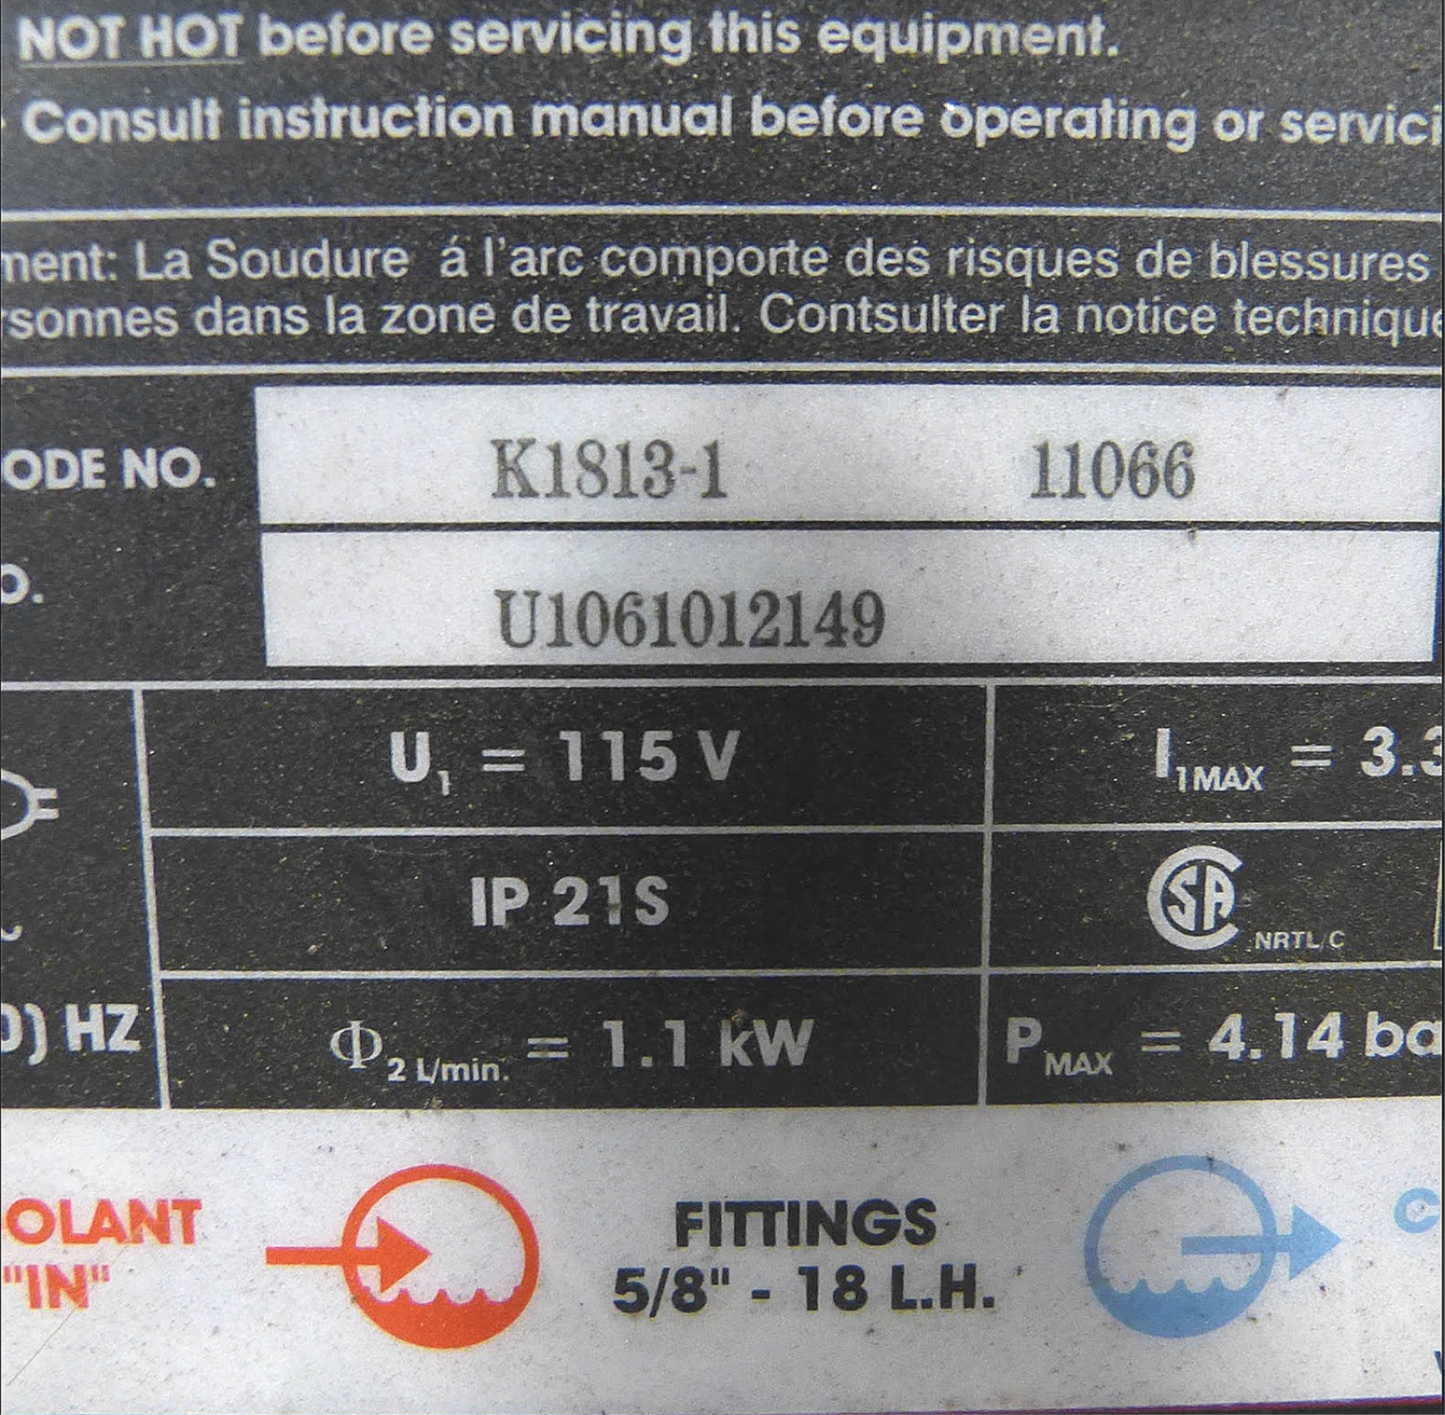 NOT HOT before servicing this equipment.
Consult instruction manual before operating or servici
ment: La Soudure á l'arc comporte des risques de blessures
rsonnes dans la zone de travail. Contsulter la notice technique
ODE NO. K1813-1 11066
O. U1061012149
U1 = 115 V I1MAX = 3.3
IP 21S CSA NRTL/C
0) HZ Φ2 L/min. = 1.1 kW PMAX = 4.14 ba
OLANT FITTINGS C
"IN" 5/8" - 18 L.H.